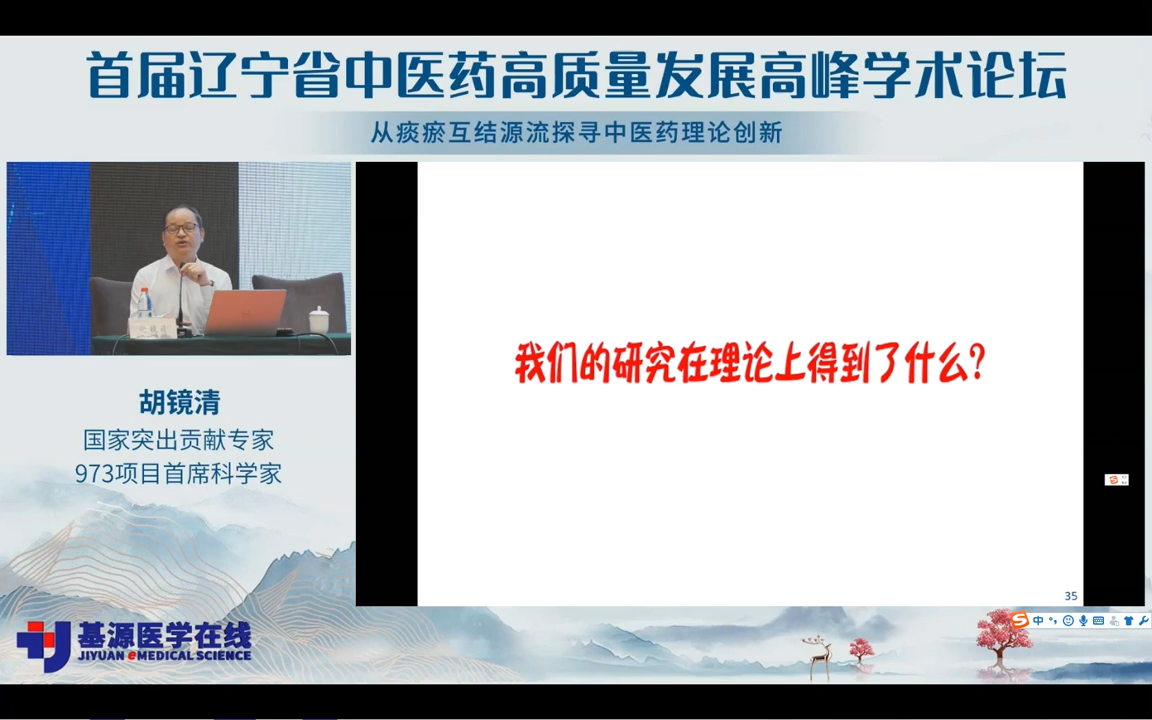 首届辽宁省中医药高质量发展高峰学术论坛
从痰瘀互结源流探寻中医药理论创新
胡镜清
国家突出贡献专家
973项目首席科学家
我们的研究在理论上得到了什么?
35
中
基源医学在线
JIYUAN eMEDICAL SCIENCE